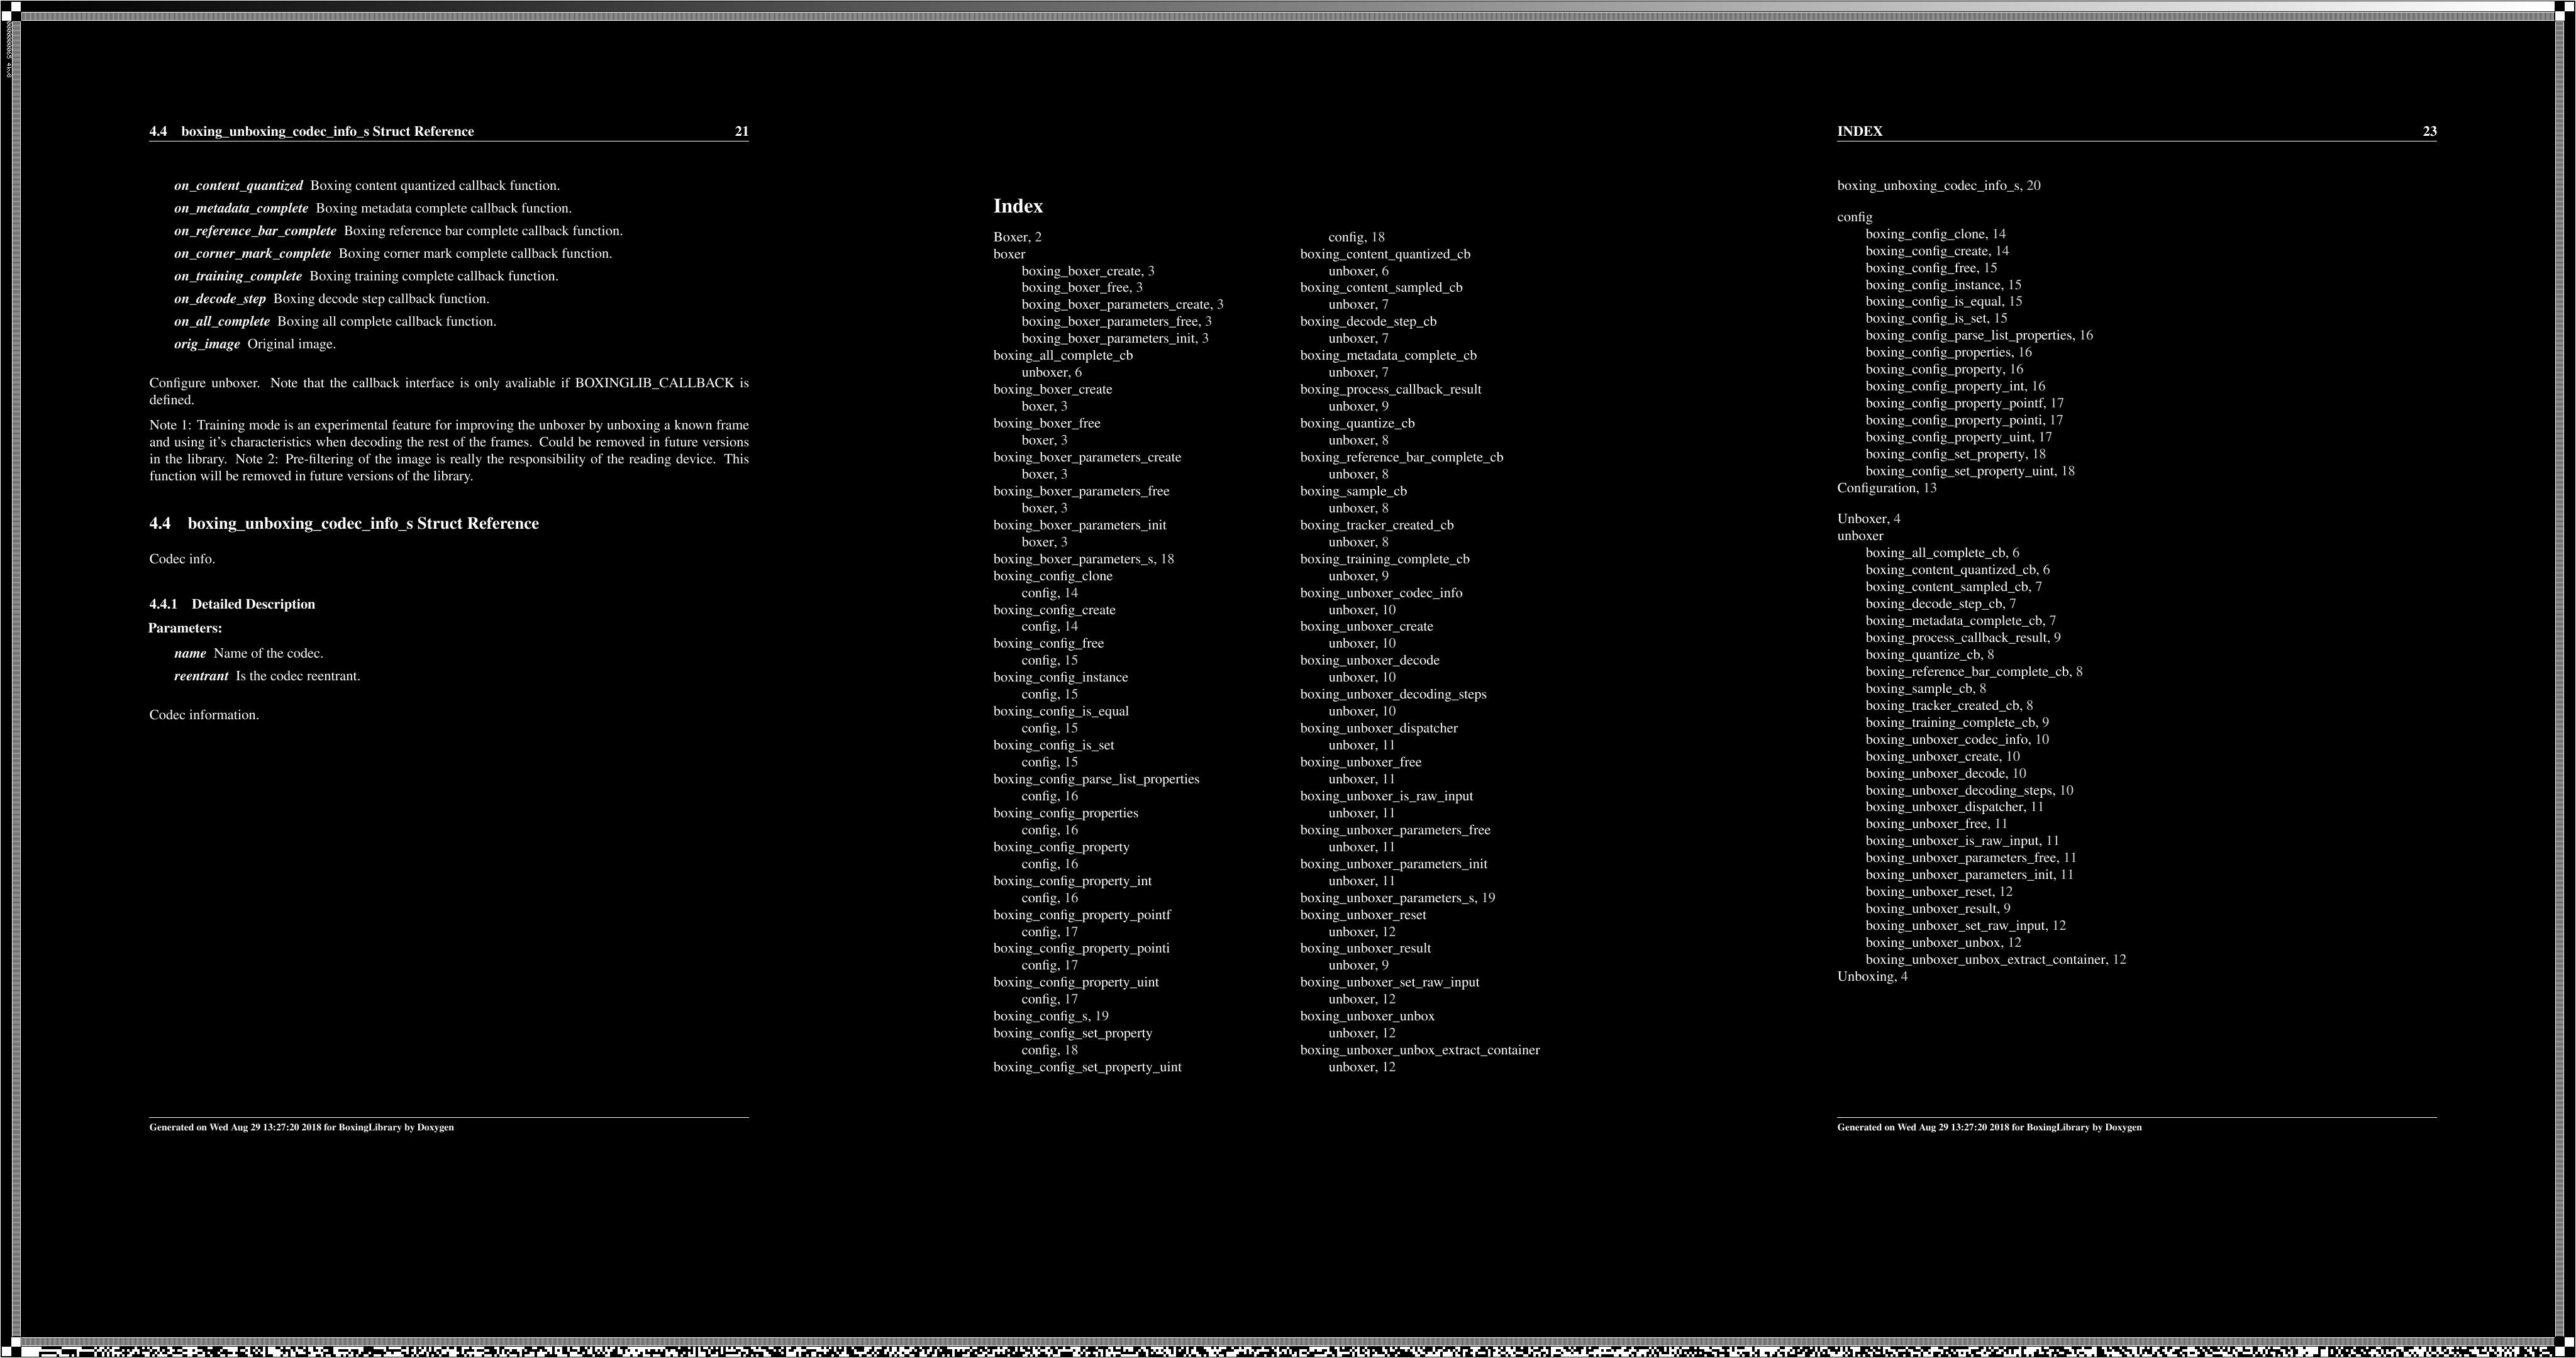 4.4 boxing_unboxing_codec_info_s Struct Reference 21
on_content_quantized Boxing content quantized callback function.
on_metadata_complete Boxing metadata complete callback function.
on_reference_bar_complete Boxing reference bar complete callback function.
on_corner_mark_complete Boxing corner mark complete callback function.
on_training_complete Boxing training complete callback function.
on_decode_step Boxing decode step callback function.
on_all_complete Boxing all complete callback function.
orig_image Original image.
Configure unboxer. Note that the callback interface is only avaliable if BOXINGLIB_CALLBACK is
defined.
Note 1: Training mode is an experimental feature for improving the unboxer by unboxing a known frame
and using it's characteristics when decoding the rest of the frames. Could be removed in future versions
in the library. Note 2: Pre-filtering of the image is really the responsibility of the reading device. This
function will be removed in future versions of the library.
4.4 boxing_unboxing_codec_info_s Struct Reference
Codec info.
4.4.1 Detailed Description
Parameters:
name Name of the codec.
reentrant Is the codec reentrant.
Codec information.
Generated on Wed Aug 29 13:27:20 2018 for BoxingLibrary by Doxygen
Index
Boxer, 2
boxer
boxing_boxer_create, 3
boxing_boxer_free, 3
boxing_boxer_parameters_create, 3
boxing_boxer_parameters_free, 3
boxing_boxer_parameters_init, 3
boxing_all_complete_cb
unboxer, 6
boxing_boxer_create
boxer, 3
boxing_boxer_free
boxer, 3
boxing_boxer_parameters_create
boxer, 3
boxing_boxer_parameters_free
boxer, 3
boxing_boxer_parameters_init
boxer, 3
boxing_boxer_parameters_s, 18
boxing_config_clone
config, 14
boxing_config_create
config, 14
boxing_config_free
config, 15
boxing_config_instance
config, 15
boxing_config_is_equal
config, 15
boxing_config_is_set
config, 15
boxing_config_parse_list_properties
config, 16
boxing_config_properties
config, 16
boxing_config_property
config, 16
boxing_config_property_int
config, 16
boxing_config_property_pointf
config, 17
boxing_config_property_pointi
config, 17
boxing_config_property_uint
config, 17
boxing_config_s, 19
boxing_config_set_property
config, 18
boxing_config_set_property_uint
config, 18
boxing_content_quantized_cb
unboxer, 6
boxing_content_sampled_cb
unboxer, 7
boxing_decode_step_cb
unboxer, 7
boxing_metadata_complete_cb
unboxer, 7
boxing_process_callback_result
unboxer, 9
boxing_quantize_cb
unboxer, 8
boxing_reference_bar_complete_cb
unboxer, 8
boxing_sample_cb
unboxer, 8
boxing_tracker_created_cb
unboxer, 8
boxing_training_complete_cb
unboxer, 9
boxing_unboxer_codec_info
unboxer, 10
boxing_unboxer_create
unboxer, 10
boxing_unboxer_decode
unboxer, 10
boxing_unboxer_decoding_steps
unboxer, 10
boxing_unboxer_dispatcher
unboxer, 11
boxing_unboxer_free
unboxer, 11
boxing_unboxer_is_raw_input
unboxer, 11
boxing_unboxer_parameters_free
unboxer, 11
boxing_unboxer_parameters_init
unboxer, 11
boxing_unboxer_parameters_s, 19
boxing_unboxer_reset
unboxer, 12
boxing_unboxer_result
unboxer, 9
boxing_unboxer_set_raw_input
unboxer, 12
boxing_unboxer_unbox
unboxer, 12
boxing_unboxer_unbox_extract_container
unboxer, 12
INDEX 23
boxing_unboxing_codec_info_s, 20
config
boxing_config_clone, 14
boxing_config_create, 14
boxing_config_free, 15
boxing_config_instance, 15
boxing_config_is_equal, 15
boxing_config_is_set, 15
boxing_config_parse_list_properties, 16
boxing_config_properties, 16
boxing_config_property, 16
boxing_config_property_int, 16
boxing_config_property_pointf, 17
boxing_config_property_pointi, 17
boxing_config_property_uint, 17
boxing_config_set_property, 18
boxing_config_set_property_uint, 18
Configuration, 13
Unboxer, 4
unboxer
boxing_all_complete_cb, 6
boxing_content_quantized_cb, 6
boxing_content_sampled_cb, 7
boxing_decode_step_cb, 7
boxing_metadata_complete_cb, 7
boxing_process_callback_result, 9
boxing_quantize_cb, 8
boxing_reference_bar_complete_cb, 8
boxing_sample_cb, 8
boxing_tracker_created_cb, 8
boxing_training_complete_cb, 9
boxing_unboxer_codec_info, 10
boxing_unboxer_create, 10
boxing_unboxer_decode, 10
boxing_unboxer_decoding_steps, 10
boxing_unboxer_dispatcher, 11
boxing_unboxer_free, 11
boxing_unboxer_is_raw_input, 11
boxing_unboxer_parameters_free, 11
boxing_unboxer_parameters_init, 11
boxing_unboxer_reset, 12
boxing_unboxer_result, 9
boxing_unboxer_set_raw_input, 12
boxing_unboxer_unbox, 12
boxing_unboxer_unbox_extract_container, 12
Unboxing, 4
Generated on Wed Aug 29 13:27:20 2018 for BoxingLibrary by Doxygen